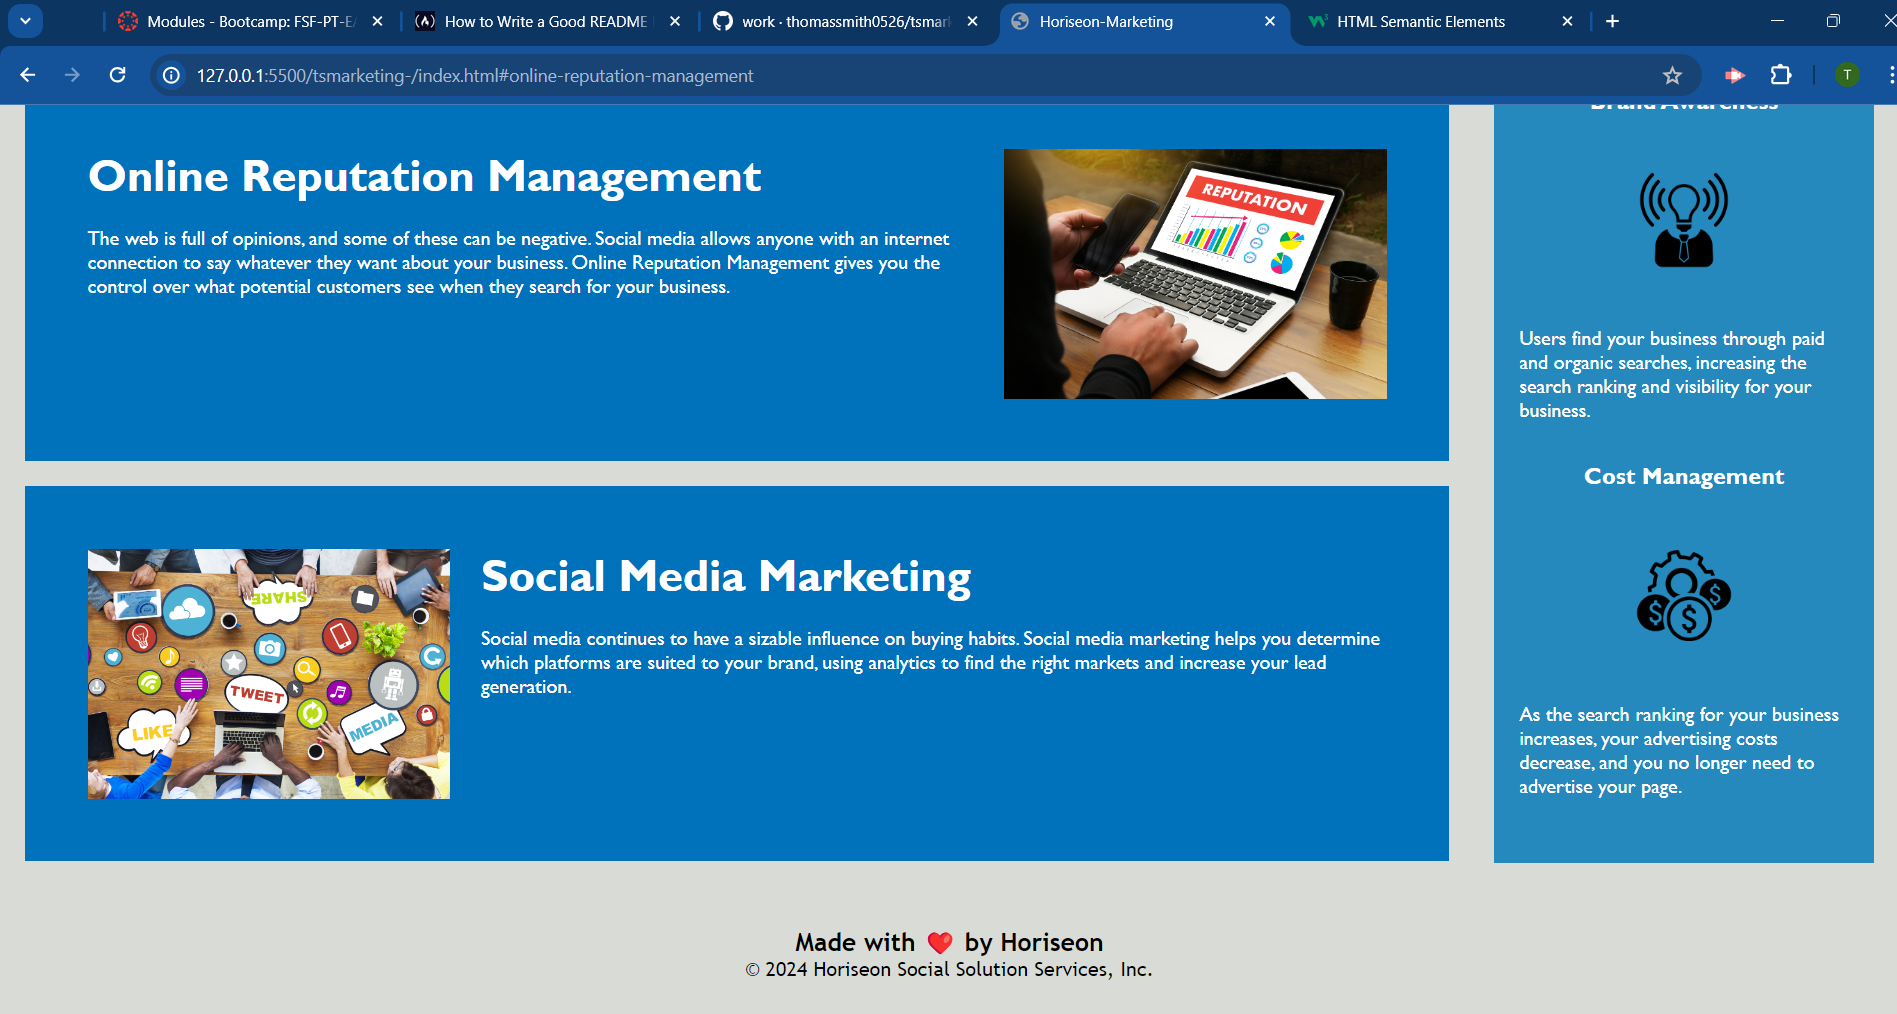 Modules - Bootcamp: FSF-PT-EA
How to Write a Good README
work · thomassmith0526/tsmark
Horiseon-Marketing
HTML Semantic Elements
127.0.0.1:5500/tsmarketing-/index.html#online-reputation-management
T
Online Reputation Management
The web is full of opinions, and some of these can be negative. Social media allows anyone with an internet
connection to say whatever they want about your business. Online Reputation Management gives you the
control over what potential customers see when they search for your business.
REPUTATION
Brand Awareness
Users find your business through paid
and organic searches, increasing the
search ranking and visibility for your
business.
Cost Management
$
$
$
As the search ranking for your business
increases, your advertising costs
decrease, and you no longer need to
advertise your page.
SHARE
TWEET
LIKE
MEDIA
Social Media Marketing
Social media continues to have a sizable influence on buying habits. Social media marketing helps you determine
which platforms are suited to your brand, using analytics to find the right markets and increase your lead
generation.
Made with ❤️ by Horiseon
© 2024 Horiseon Social Solution Services, Inc.